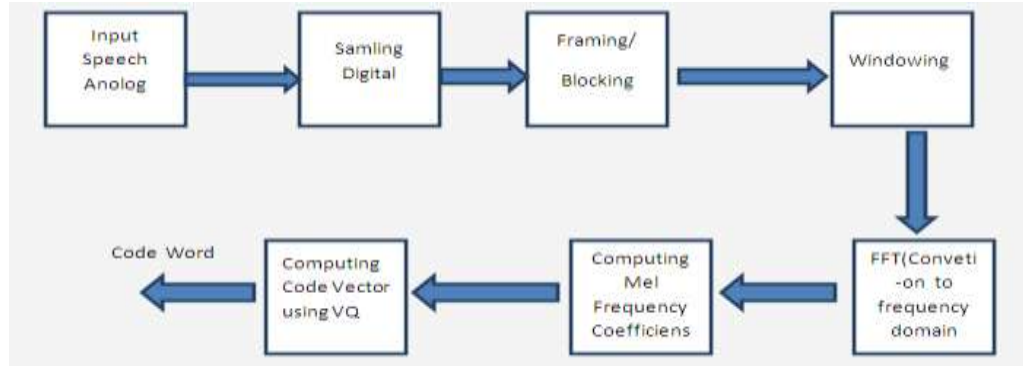 Input
Speech
Anolog
Samling
Digital
Framing/
Blocking
Windowing
FFT(Conveti
-on to
frequency
domain
Computing
Mel
Frequency
Coefficiens
Computing
Code Vector
using VQ
Code Word